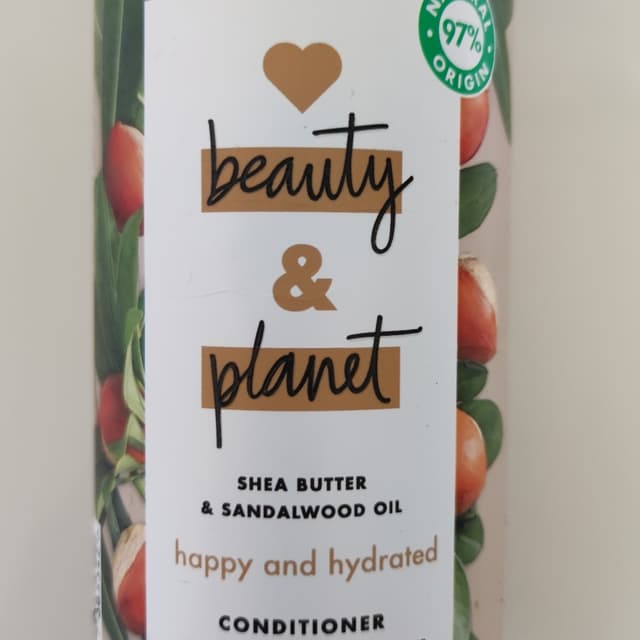 97%
ORIGIN
beauty
&
planet
SHEA BUTTER
& SANDALWOOD OIL
happy and hydrated
CONDITIONER